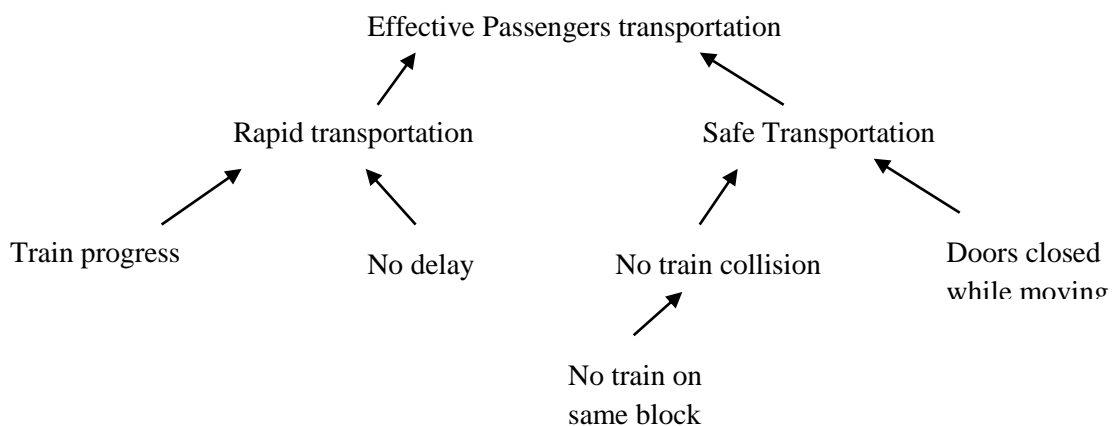 Effective Passengers transportation
Rapid transportation
Safe Transportation
Train progress
No delay
No train collision
Doors closed
while moving
No train on
same block